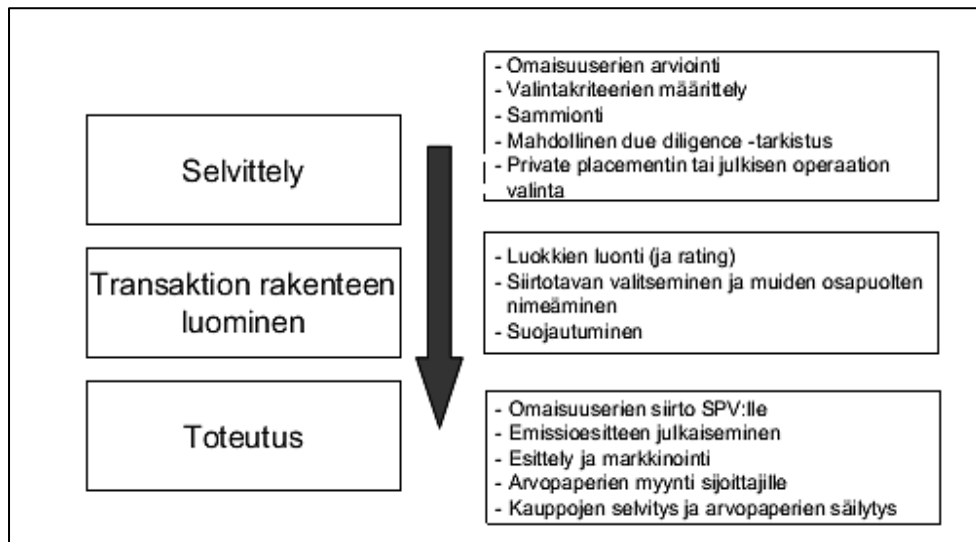 Selvittely
- Omaisuuserien arviointi
- Valintakriteerien määrittely
- Sammionti
- Mahdollinen due diligence -tarkistus
- Private placementin tai julkisen operaation
valinta
Transaktion rakenteen
luominen
- Luokkien luonti (ja rating)
- Siirtotavan valitseminen ja muiden osapuolten
nimeäminen
- Suojautuminen
Toteutus
- Omaisuuserien siirto SPV:lle
- Emissioesitteen julkaiseminen
- Esittely ja markkinointi
- Arvopaperien myynti sijoittajille
- Kauppojen selvitys ja arvopaperien säilytys